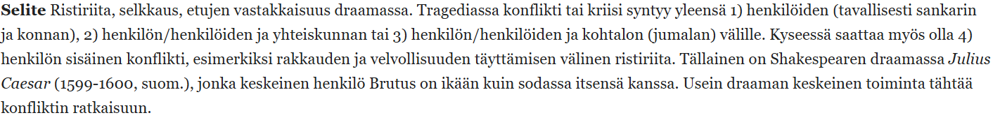 Selite Ristiriita, selkkaus, etujen vastakkaisuus draamassa. Tragediassa konflikti tai kriisi syntyy yleensä 1) henkilöiden (tavallisesti sankarin
ja konnan), 2) henkilön/henkilöiden ja yhteiskunnan tai 3) henkilön/henkilöiden ja kohtalon (jumalan) välille. Kyseessä saattaa myös olla 4)
henkilön sisäinen konflikti, esimerkiksi rakkauden ja velvollisuuden täyttämisen välinen ristiriita. Tällainen on Shakespearen draamassa Julius
Caesar (1599-1600, suom.), jonka keskeinen henkilö Brutus on ikään kuin sodassa itsensä kanssa. Usein draaman keskeinen toiminta tähtää
konfliktin ratkaisuun.